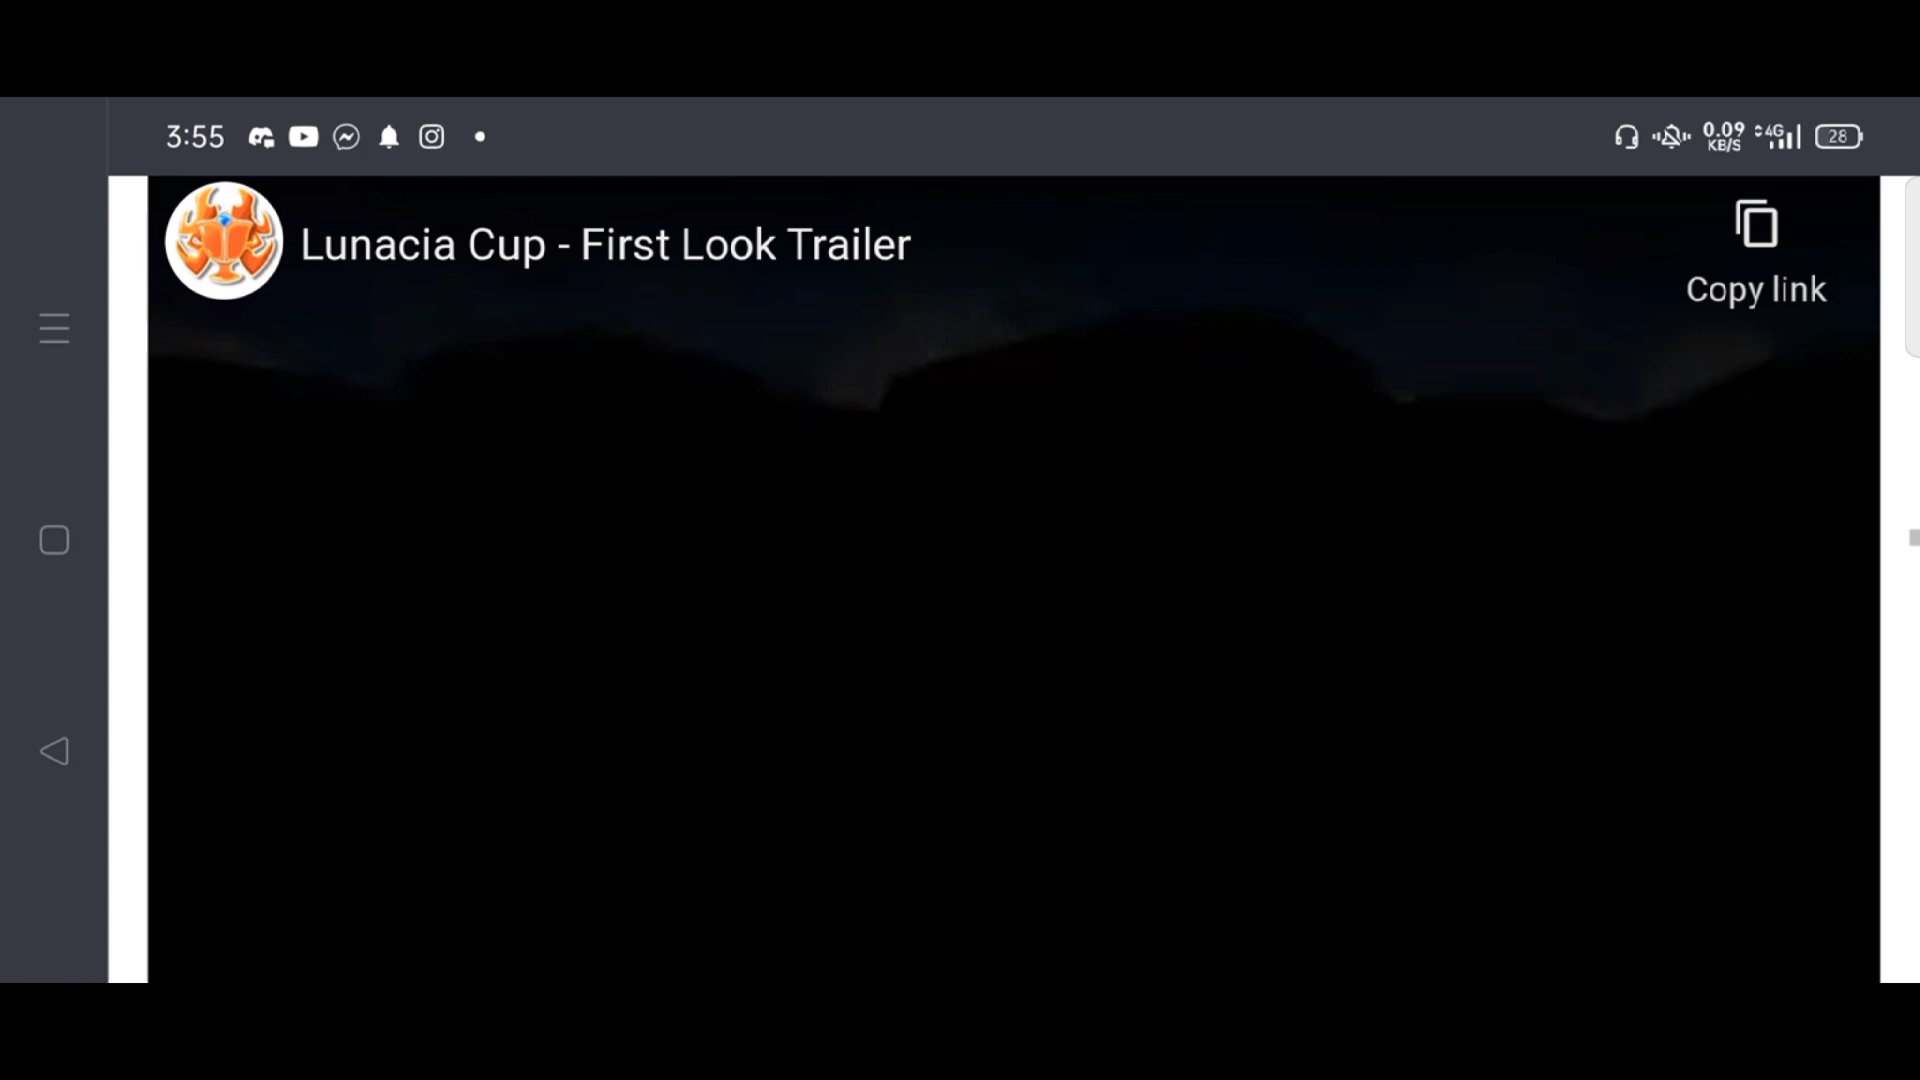 3:55
0.09
KB/S
4G
28
Lunacia Cup - First Look Trailer
Copy link